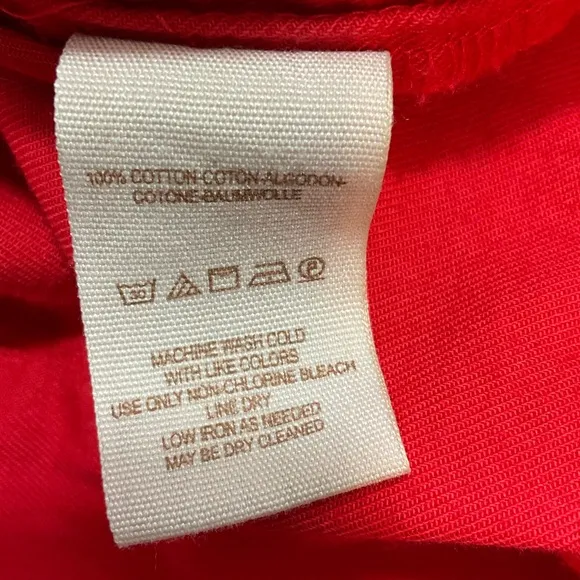 100% COTTON-COTON-ALGODON-
COTONE-BAUMWOLLE
30
P
MACHINE WASH COLD
WITH LIKE COLORS
USE ONLY NON-CHLORINE BLEACH
LINE DRY
LOW IRON AS NEEDED
MAY BE DRY CLEANED